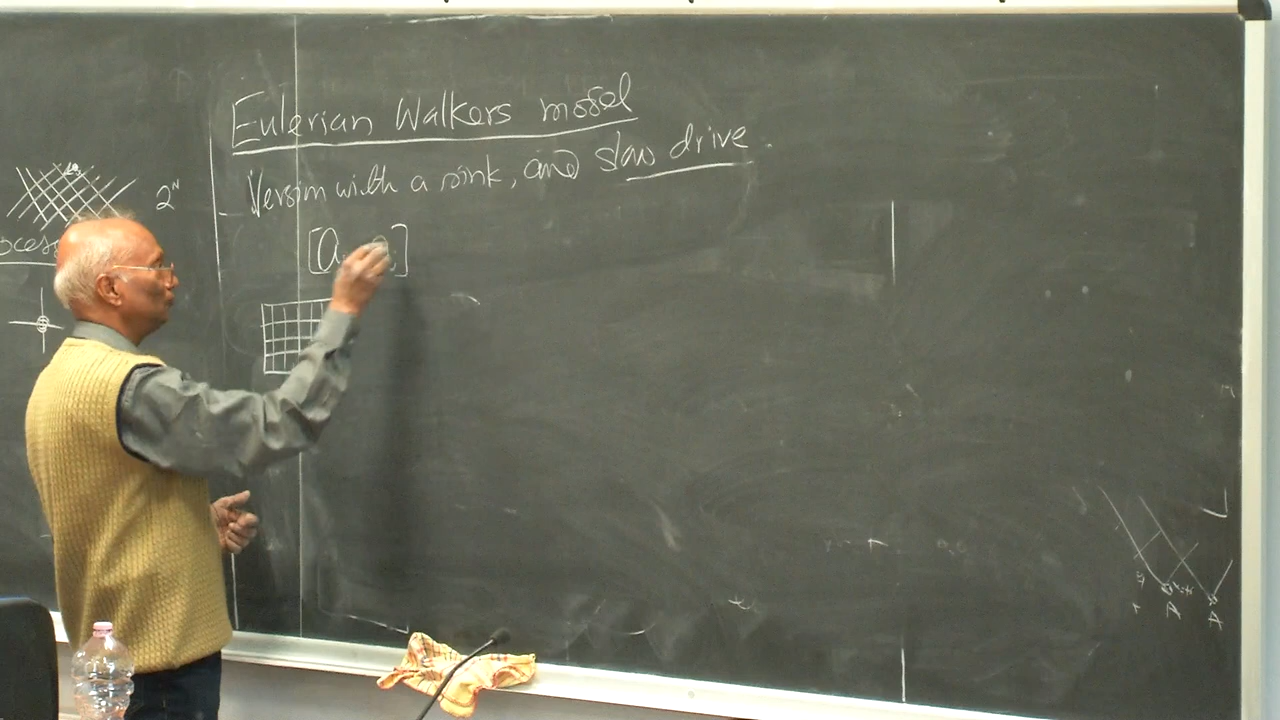 Eulerian Walkers model
Version with a sink, and slow drive.
[a
2^N